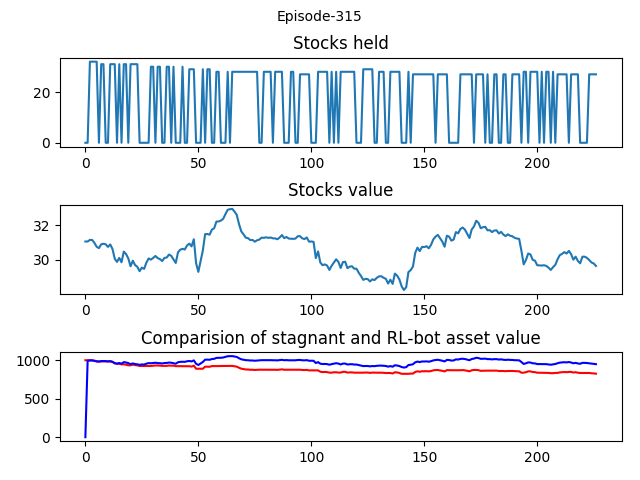 Episode-315
Stocks held
20
0
0 50 100 150 200
Stocks value
32
30
0 50 100 150 200
Comparision of stagnant and RL-bot asset value
1000
500
0
0 50 100 150 200